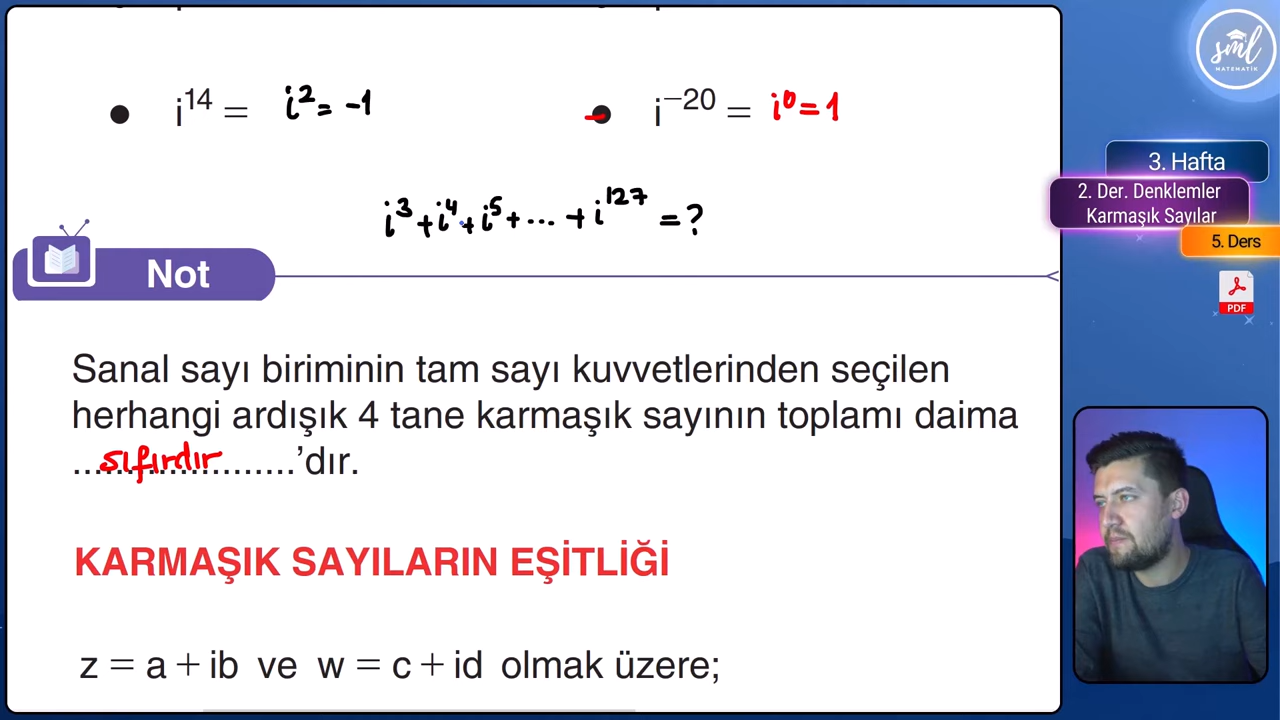 ● i¹⁴ = i² = -1
● i⁻²⁰ = i⁰ = 1
i³ + i⁴ + i⁵ + ... + i¹²⁷ = ?
Not
Sanal sayı biriminin tam sayı kuvvetlerinden seçilen
herhangi ardışık 4 tane karmaşık sayının toplamı daima
sıfırdır ......................'dır.
KARMAŞIK SAYILARIN EŞİTLİĞİ
z = a + ib ve w = c + id olmak üzere;
sml
MATEMATİK
3. Hafta
2. Der. Denklemler
Karmaşık Sayılar
5. Ders
PDF